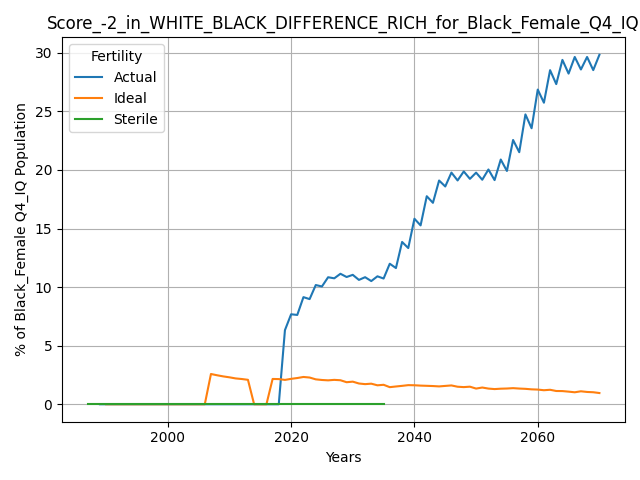 Score_-2_in_WHITE_BLACK_DIFFERENCE_RICH_for_Black_Female_Q4_IQ
Fertility
Actual
Ideal
Sterile
% of Black_Female Q4_IQ Population
30
25
20
15
10
5
0
2000 2020 2040 2060
Years